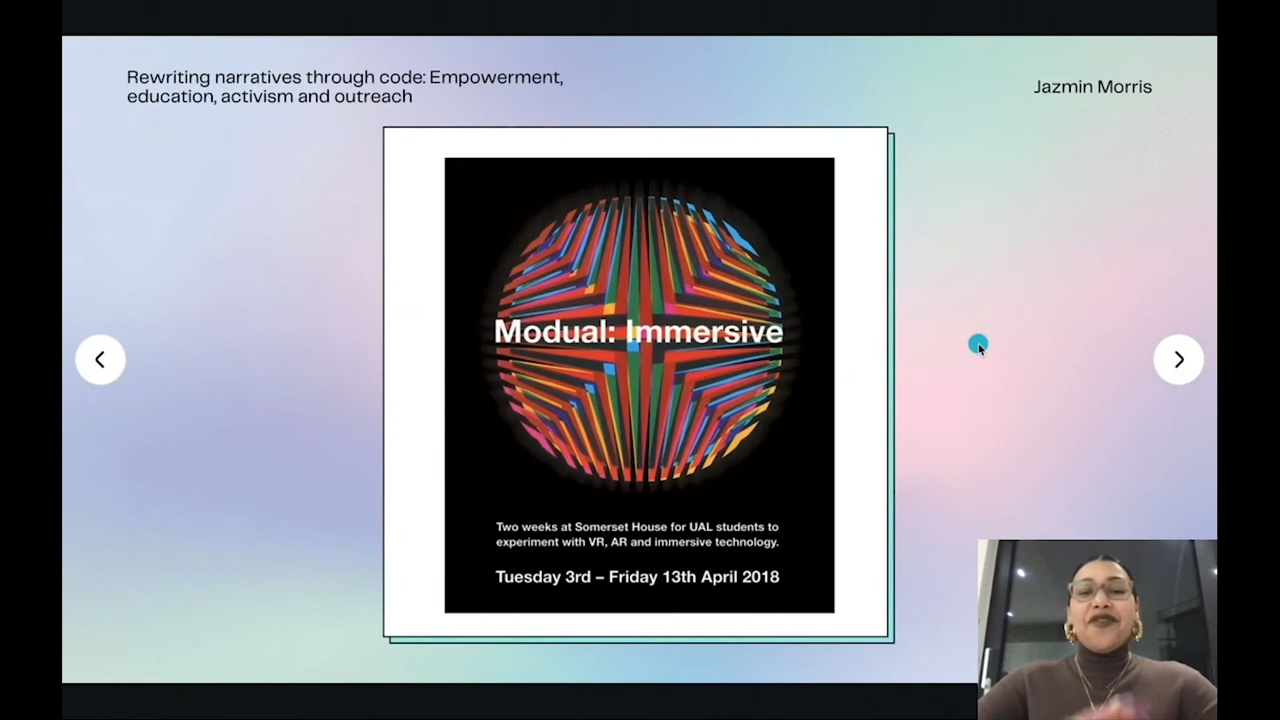 Rewriting narratives through code: Empowerment,
education, activism and outreach
Jazmin Morris
Modual: Immersive
Two weeks at Somerset House for UAL students to
experiment with VR, AR and immersive technology.
Tuesday 3rd – Friday 13th April 2018